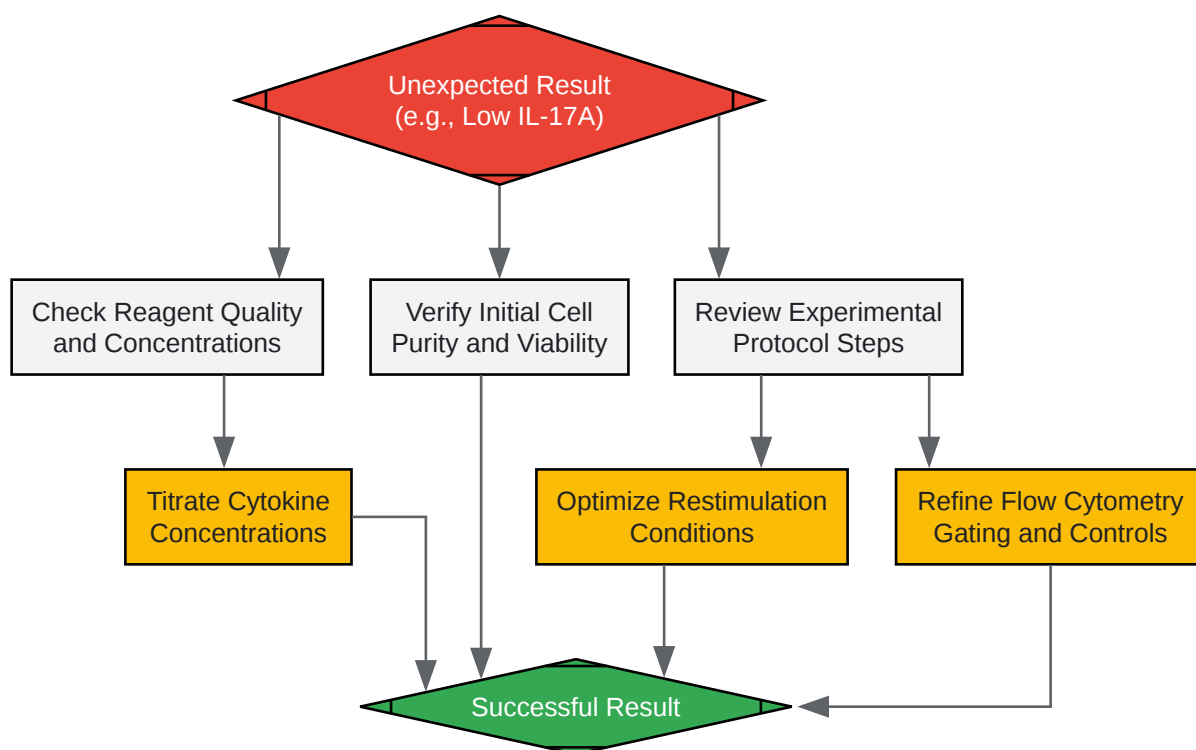 Unexpected Result
(e.g., Low IL-17A)
Check Reagent Quality
and Concentrations
Verify Initial Cell
Purity and Viability
Review Experimental
Protocol Steps
Titrate Cytokine
Concentrations
Optimize Restimulation
Conditions
Refine Flow Cytometry
Gating and Controls
Successful Result